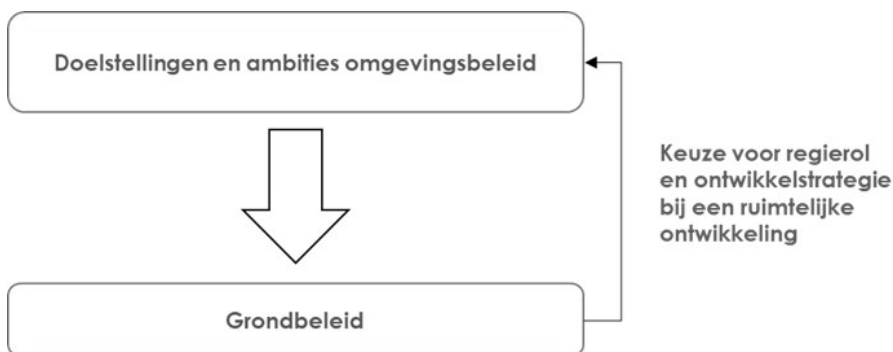 Doelstellingen en ambities omgevingsbeleid
Keuze voor regierol
en ontwikkelstrategie
bij een ruimtelijke
ontwikkeling
Grondbeleid